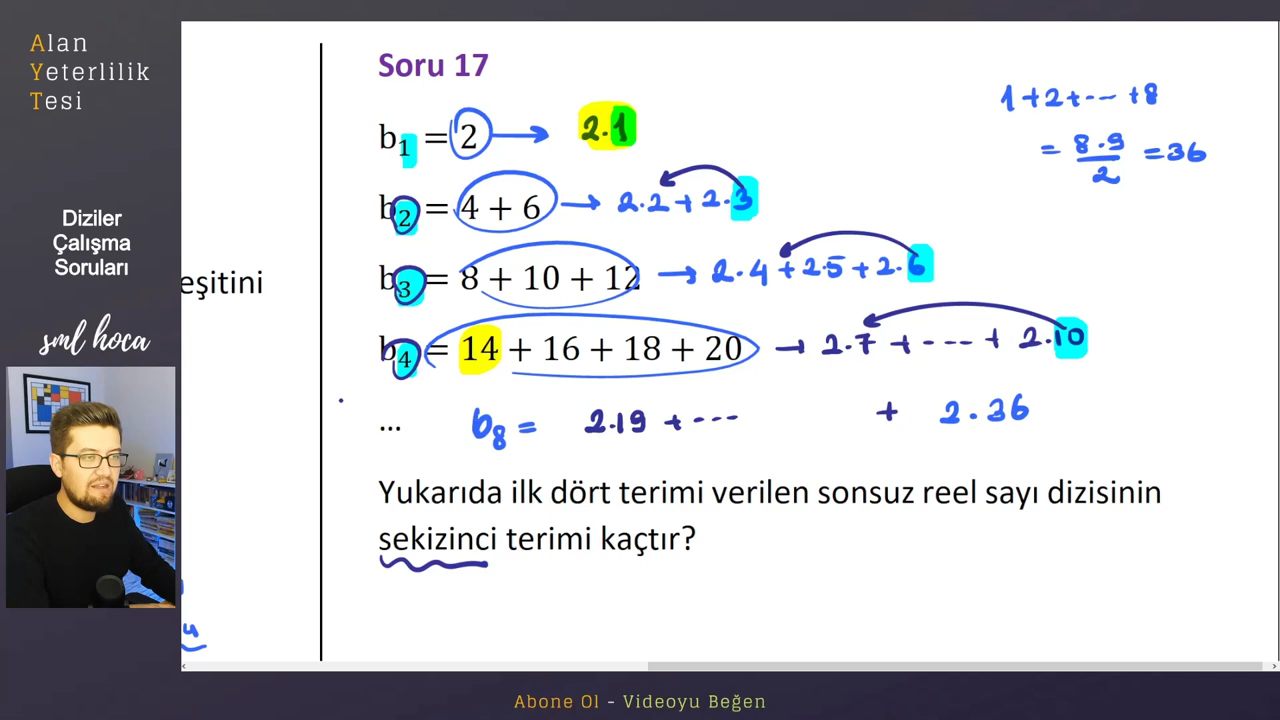 Alan
Yeterlilik
Tesi
Diziler
Çalışma
Soruları
sml hoca
eşitini
4
Soru 17
b1 = 2 → 2.1
b2 = 4 + 6 → 2.2 + 2.3
b3 = 8 + 10 + 12 → 2.4 + 2.5 + 2.6
b4 = 14 + 16 + 18 + 20 → 2.7 + --- + 2.10
... b8 = 2.19 + --- + 2.36
1+2+--- +8
= 8.9/2 = 36
Yukarıda ilk dört terimi verilen sonsuz reel sayı dizisinin
sekizinci terimi kaçtır?
Abone Ol - Videoyu Beğen